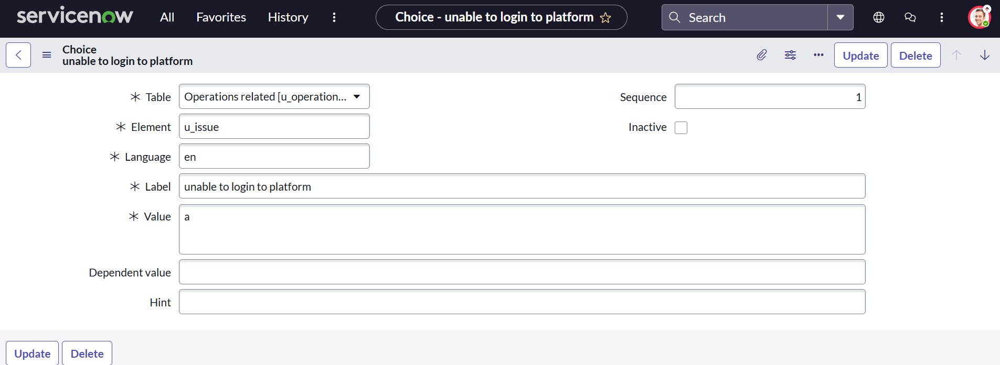 servicenow All Favorites History Choice - unable to login to platform Search
Choice
unable to login to platform
Update Delete
Table Operations related [u_operation... Sequence 1
Element u_issue Inactive
Language en
Label unable to login to platform
Value a
Dependent value
Hint
Update Delete